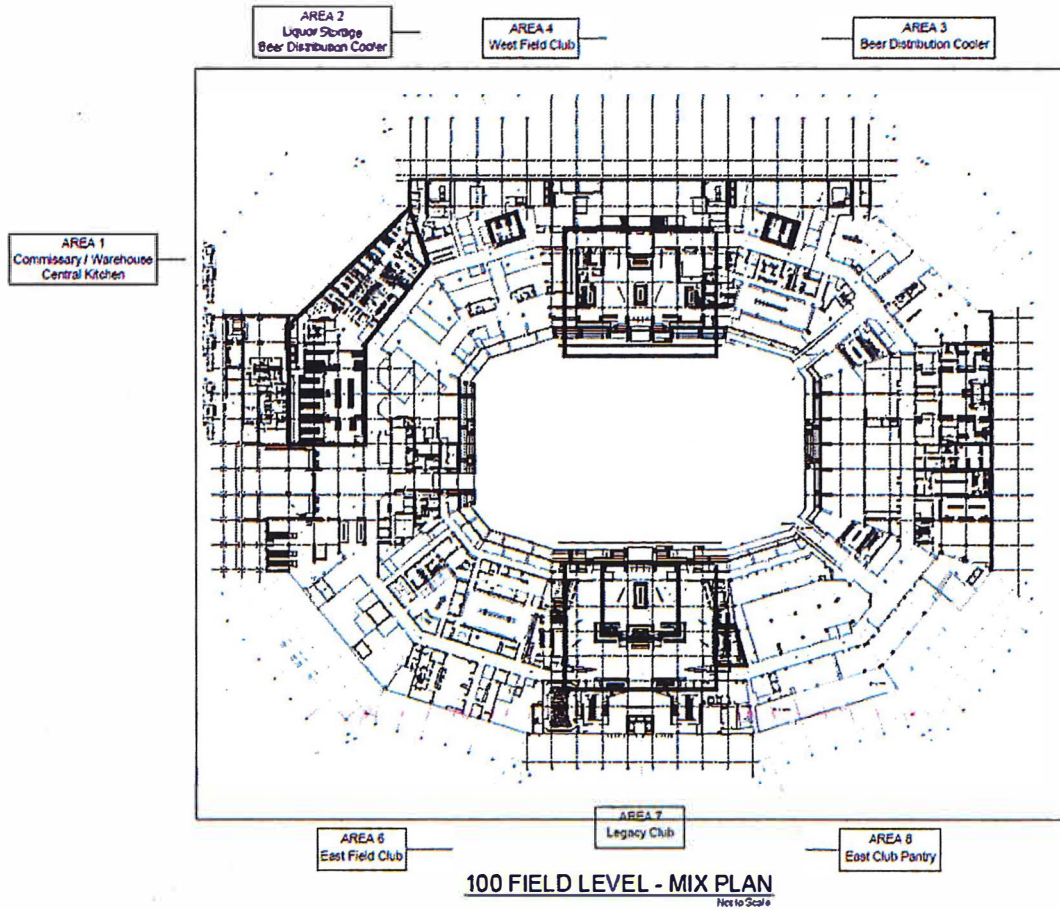 AREA 2
Liquor Storage
Beer Distribution Cooler
AREA 4
West Field Club
AREA 3
Beer Distribution Cooler
AREA 1
Commissary / Warehouse
Central Kitchen
AREA 7
Legacy Club
AREA 6
East Field Club
AREA 8
East Club Pantry
100 FIELD LEVEL - MIX PLAN
Not to Scale